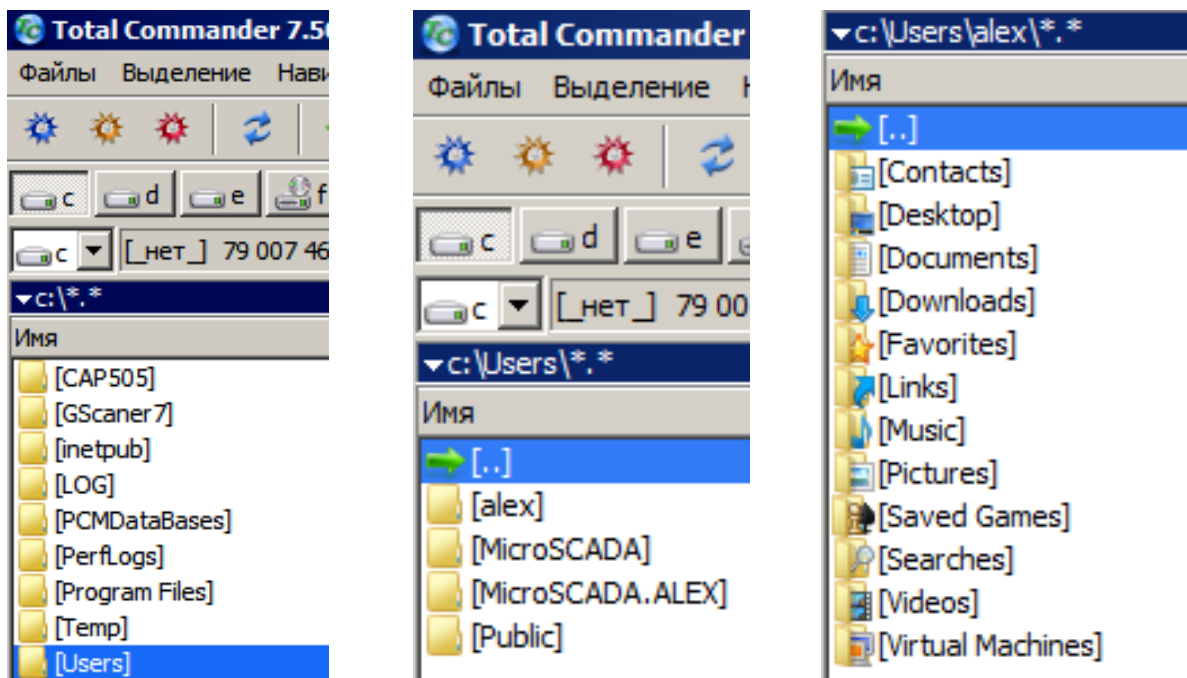 Total Commander 7.50
Файлы Выделение Нави
c d e f
c [_нет_] 79 007 46
c:\*.*
Имя
[CAP505]
[GScaner7]
[inetpub]
[LOG]
[PCMDataBases]
[PerfLogs]
[Program Files]
[Temp]
[Users]
Total Commander
Файлы Выделение
c d e
c [_нет_] 79 00
c:\Users\*.*
Имя
[..]
[alex]
[MicroSCADA]
[MicroSCADA.ALEX]
[Public]
c:\Users\alex\*.*
Имя
[..]
[Contacts]
[Desktop]
[Documents]
[Downloads]
[Favorites]
[Links]
[Music]
[Pictures]
[Saved Games]
[Searches]
[Videos]
[Virtual Machines]